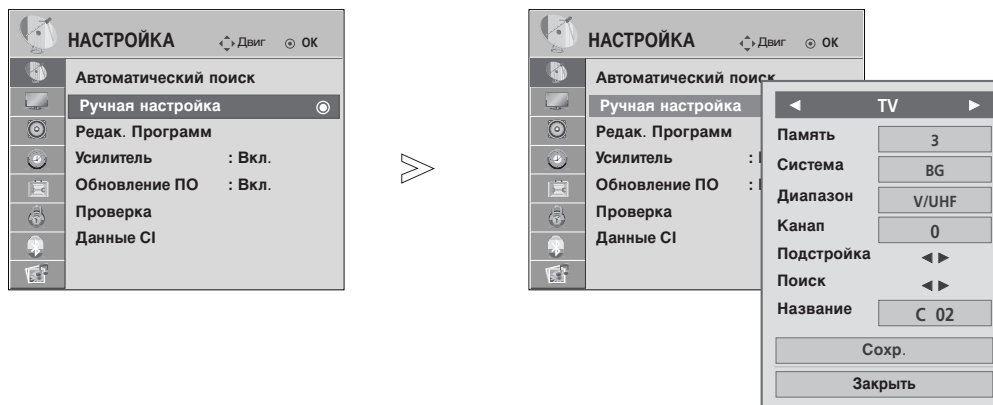 НАСТРОЙКА Двиг OK
Автоматический поиск
Ручная настройка
Редак. Программ
Усилитель : Вкл.
Обновление ПО : Вкл.
Проверка
Данные CI
НАСТРОЙКА Двиг OK
Автоматический поиск
Ручная настройка
Редак. Программ
Усилитель :
Обновление ПО :
Проверка
Данные CI
TV
Память 3
Система BG
Диапазон V/UHF
Канап 0
Подстройка
Поиск
Название C 02
Сохр.
Закрыть